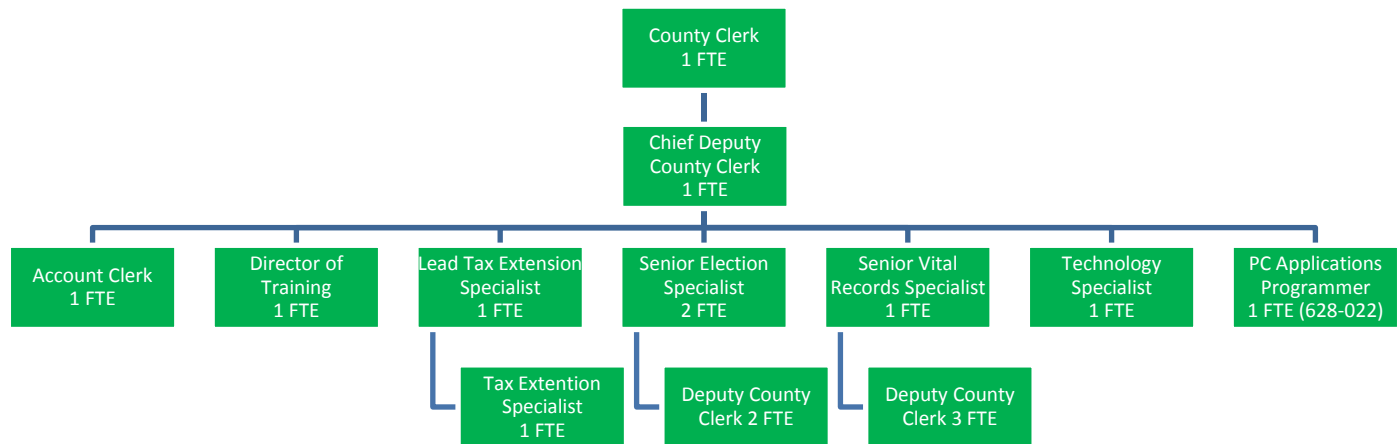 County Clerk
1 FTE
Chief Deputy
County Clerk
1 FTE
Account Clerk
1 FTE
Director of
Training
1 FTE
Lead Tax Extension
Specialist
1 FTE
Senior Election
Specialist
2 FTE
Senior Vital
Records Specialist
1 FTE
Technology
Specialist
1 FTE
PC Applications
Programmer
1 FTE (628-022)
Tax Extention
Specialist
1 FTE
Deputy County
Clerk 2 FTE
Deputy County
Clerk 3 FTE